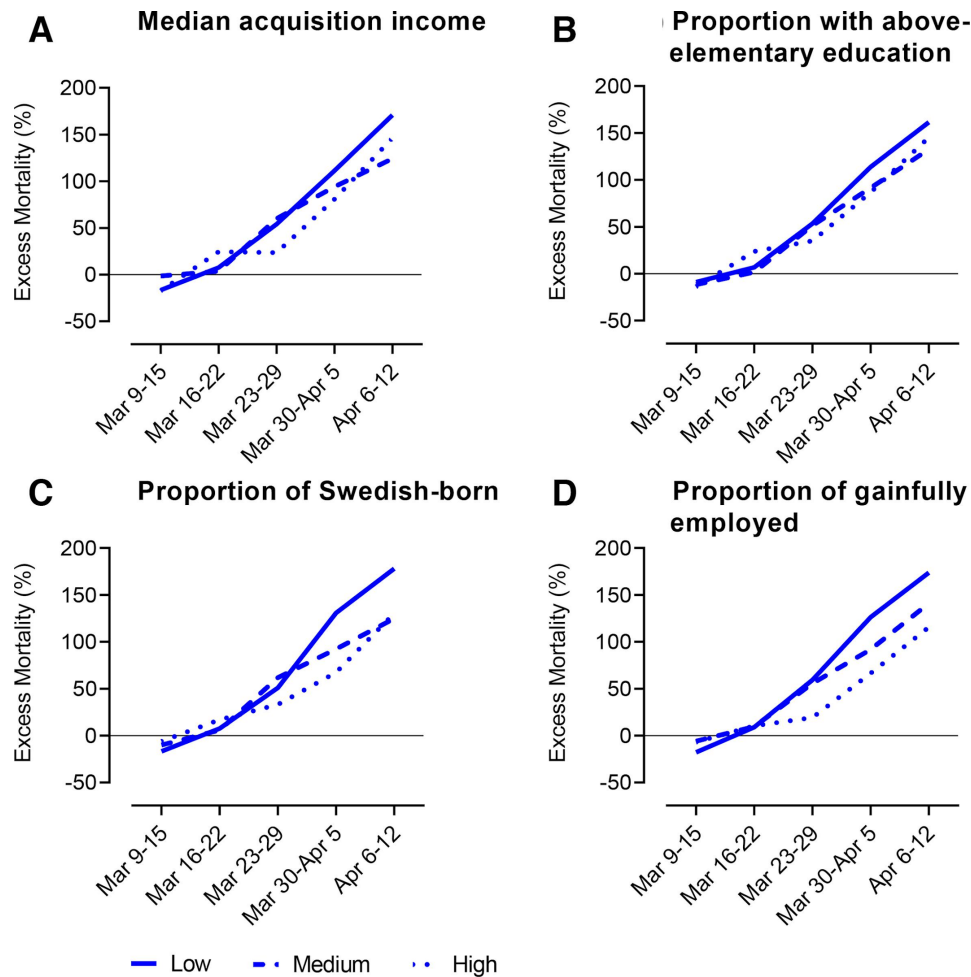 A Median acquisition income
Excess Mortality (%)
200
150
100
50
0
-50
Mar 9-15
Mar 16-22
Mar 23-29
Mar 30-Apr 5
Apr 6-12
B ) Proportion with above-
elementary education
Excess Mortality (%)
200
150
100
50
0
-50
Mar 9-15
Mar 16-22
Mar 23-29
Mar 30-Apr 5
Apr 6-12
C Proportion of Swedish-born
Excess Mortality (%)
200
150
100
50
0
-50
Mar 9-15
Mar 16-22
Mar 23-29
Mar 30-Apr 5
Apr 6-12
D Proportion of gainfully
employed
Excess Mortality (%)
200
150
100
50
0
-50
Mar 9-15
Mar 16-22
Mar 23-29
Mar 30-Apr 5
Apr 6-12
Low Medium High